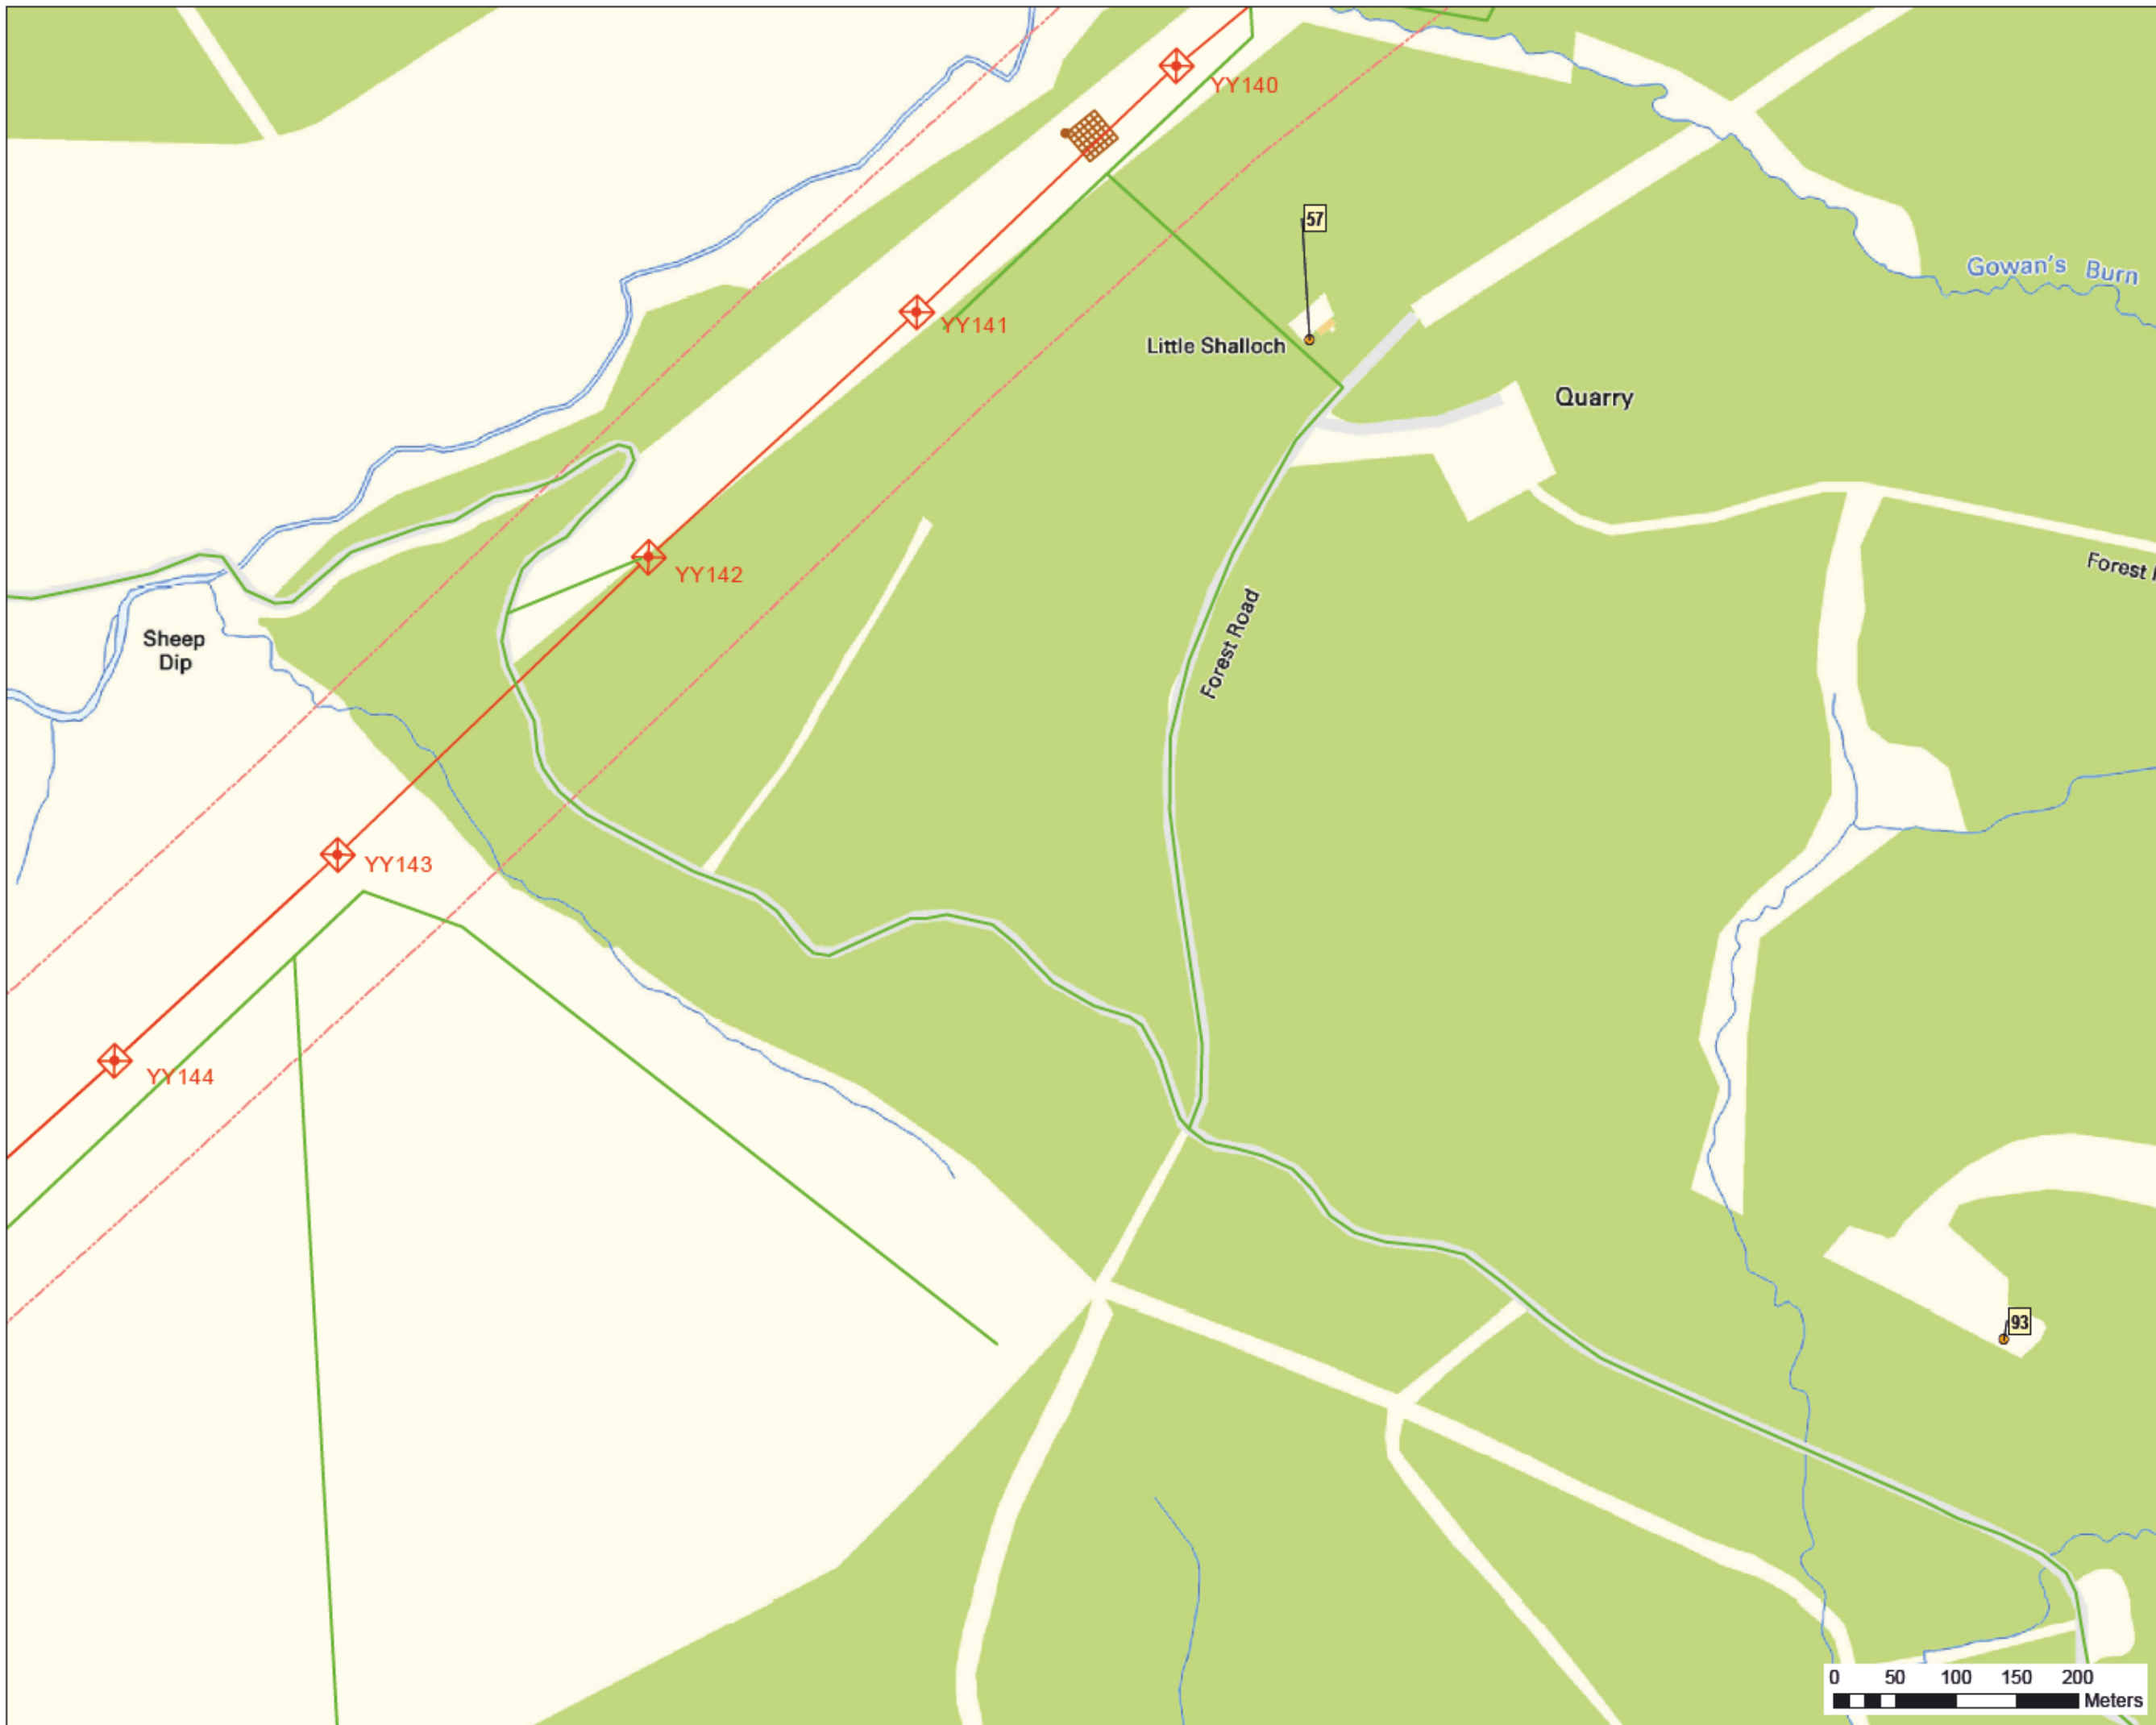 YY140
57
Gowan's Burn
YY141
Little Shalloch
Quarry
YY142
Forest
Forest Road
Sheep
Dip
YY143
YY144
93
0 50 100 150 200
Meters